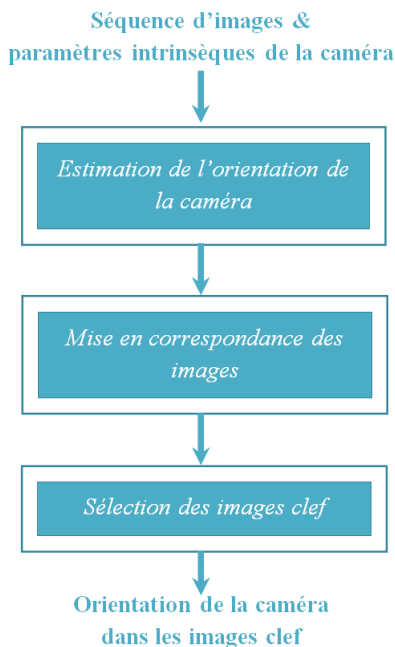 Séquence d'images &
paramètres intrinsèques de la caméra
Estimation de l'orientation de
la caméra
Mise en correspondance des
images
Sélection des images clef
Orientation de la caméra
dans les images clef